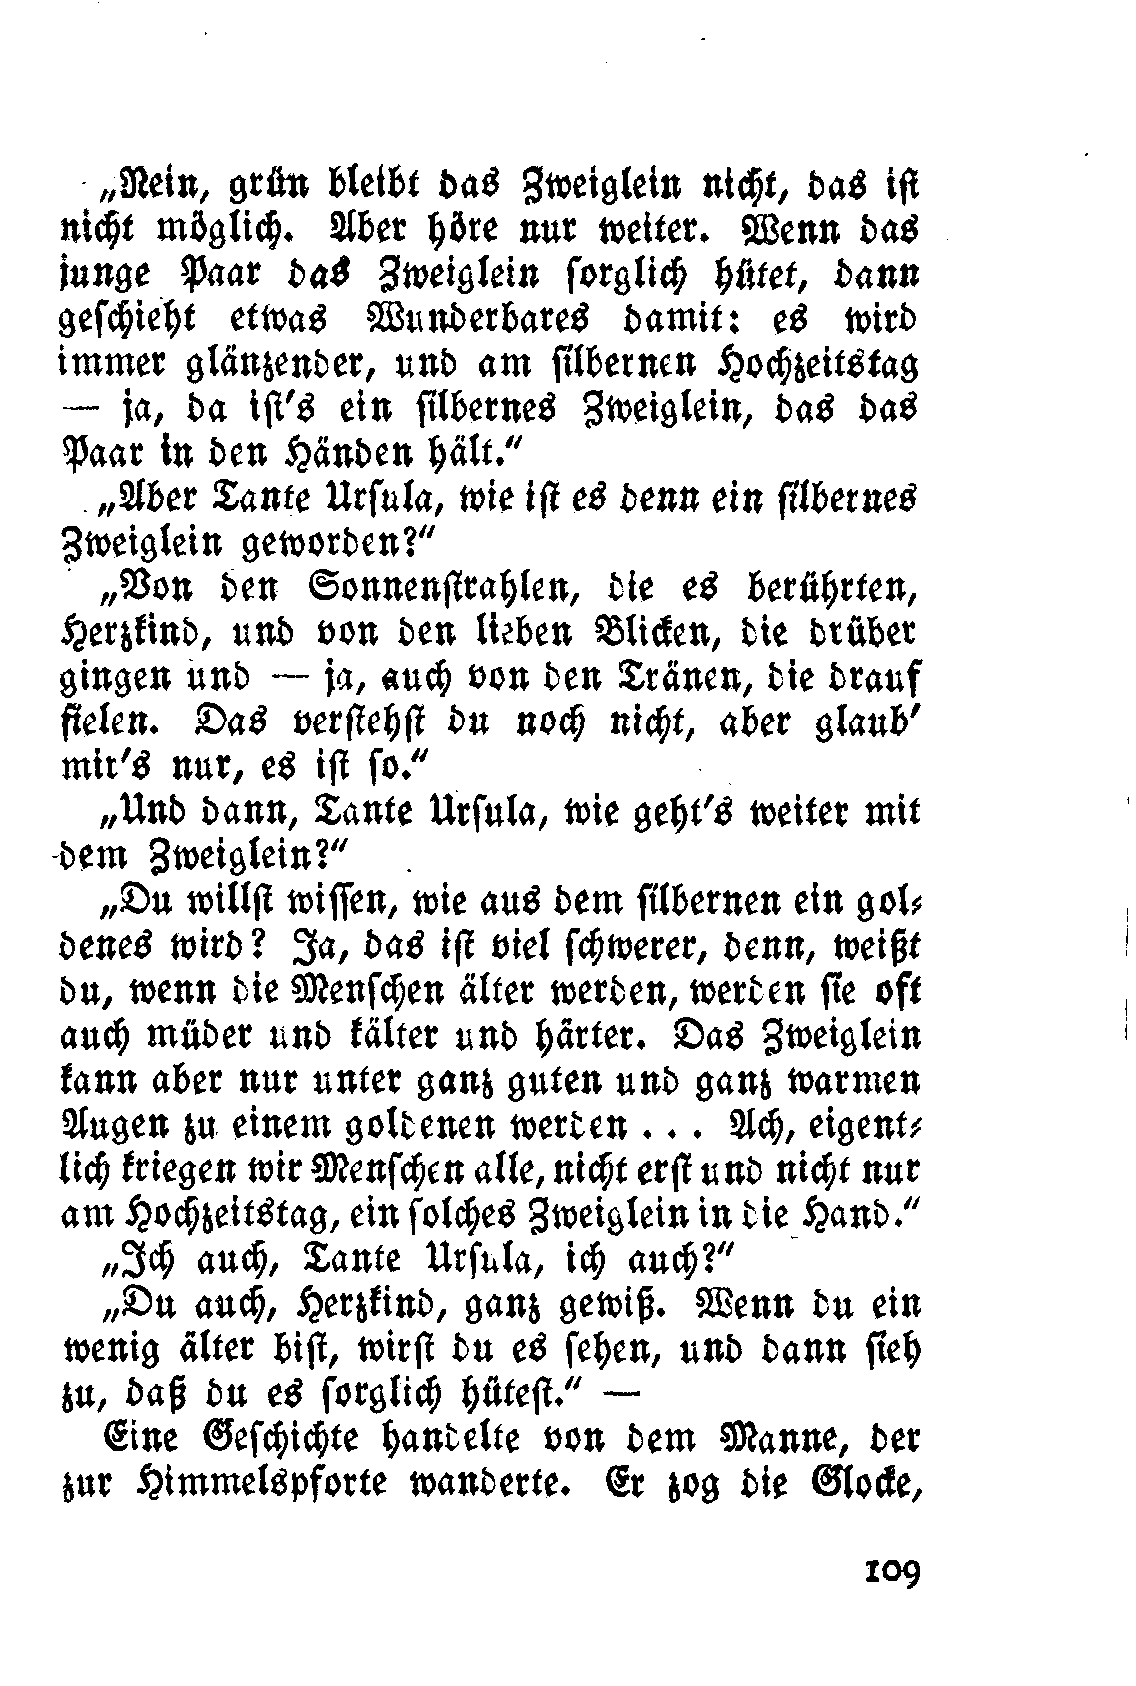 „Nein, grün bleibt das Zweiglein nicht, das ist
nicht möglich. Aber höre nur weiter. Wenn das
junge Paar das Zweiglein sorglich hütet, dann
geschieht etwas Wunderbares damit: es wird
immer glänzender, und am silbernen Hochzeitstag
— ja, da ist's ein silbernes Zweiglein, das das
Paar in den Händen hält.“
„Aber Tante Ursula, wie ist es denn ein silbernes
Zweiglein geworden?“
„Von den Sonnenstrahlen, die es berührten,
Herzkind, und von den lieben Blicken, die drüber
gingen und — ja, auch von den Tränen, die drauf
fielen. Das verstehst du noch nicht, aber glaub'
mir's nur, es ist so.“
„Und dann, Tante Ursula, wie geht's weiter mit
dem Zweiglein?“
„Du willst wissen, wie aus dem silbernen ein gol-
denes wird? Ja, das ist viel schwerer, denn, weißt
du, wenn die Menschen älter werden, werden sie oft
auch müder und kälter und härter. Das Zweiglein
kann aber nur unter ganz guten und ganz warmen
Augen zu einem goldenen werden . . . Ach, eigent-
lich kriegen wir Menschen alle, nicht erst und nicht nur
am Hochzeitstag, ein solches Zweiglein in die Hand.“
„Ich auch, Tante Ursula, ich auch?“
„Du auch, Herzkind, ganz gewiß. Wenn du ein
wenig älter bist, wirst du es sehen, und dann sieh
zu, daß du es sorglich hütest.“ —
Eine Geschichte handelte von dem Manne, der
zur Himmelspforte wanderte. Er zog die Glocke,
109